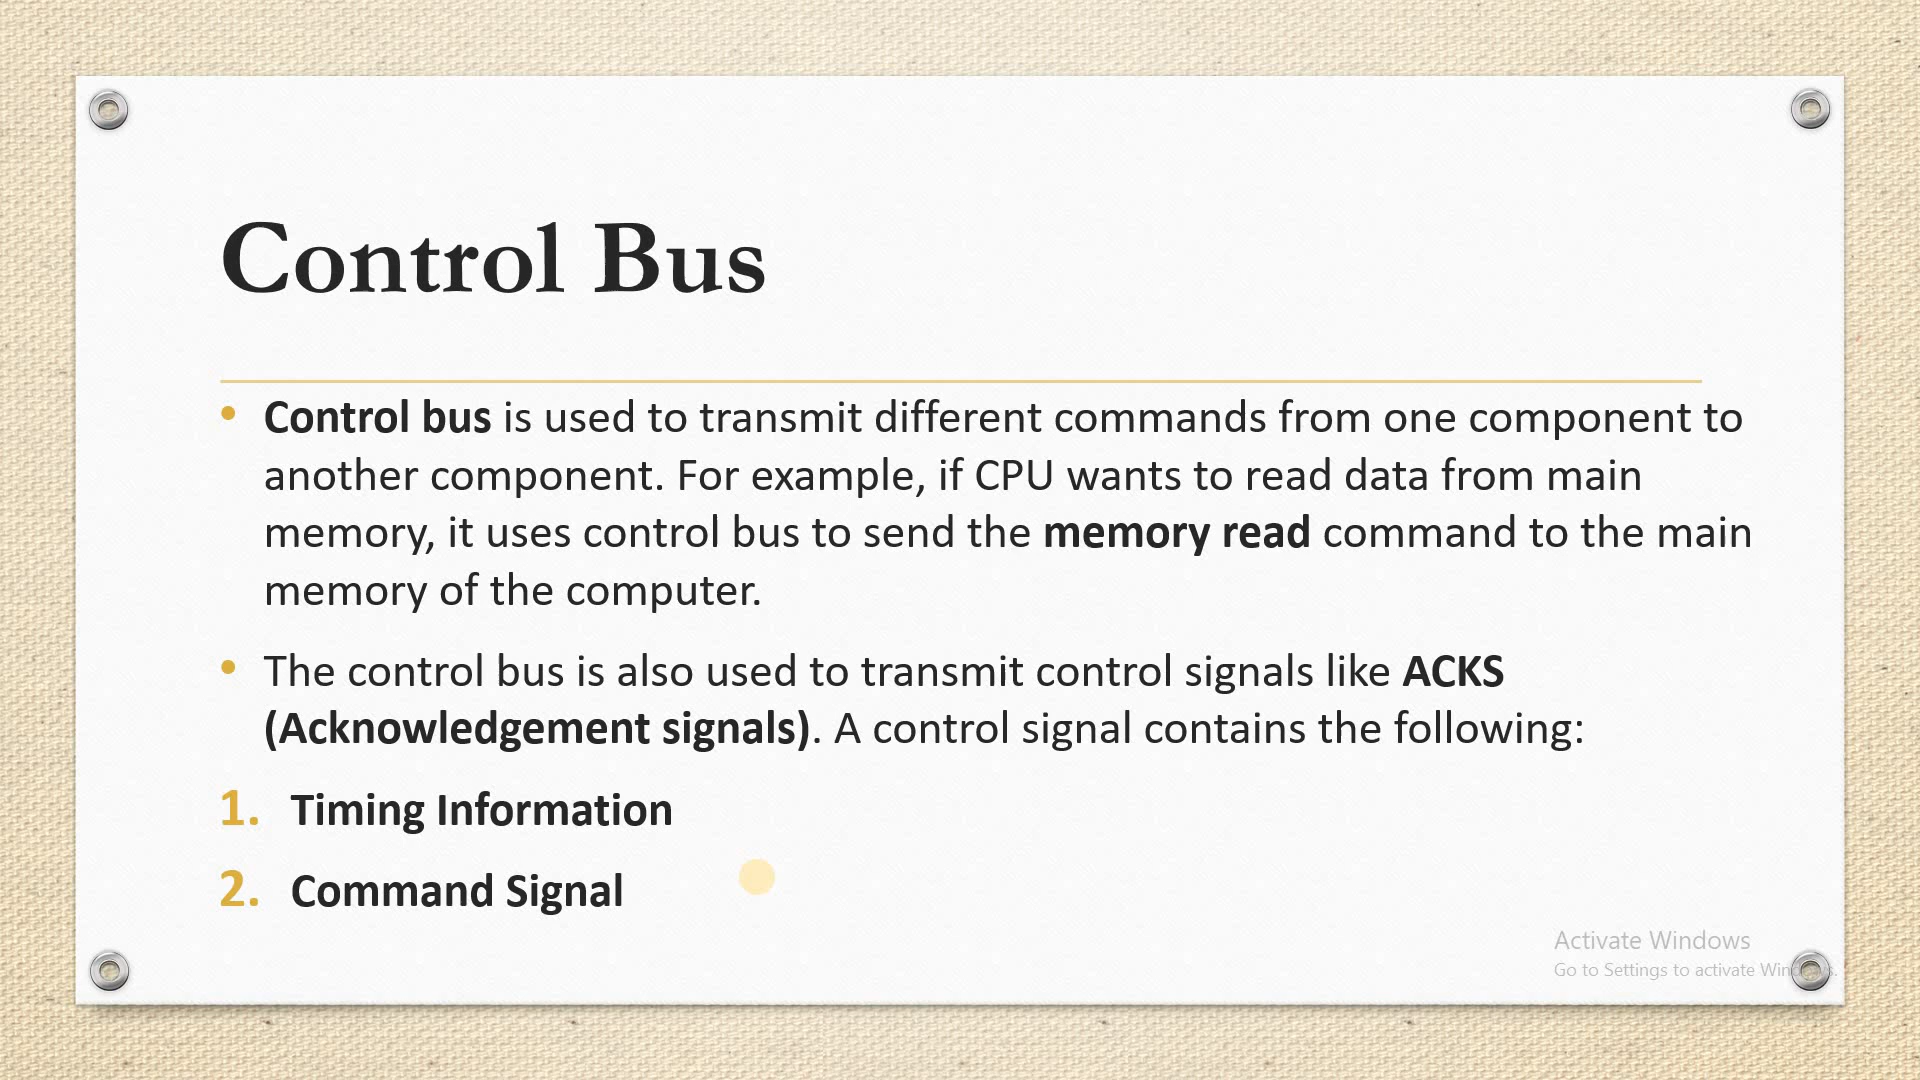 Control Bus
• Control bus is used to transmit different commands from one component to
another component. For example, if CPU wants to read data from main
memory, it uses control bus to send the memory read command to the main
memory of the computer.
• The control bus is also used to transmit control signals like ACKS
(Acknowledgement signals). A control signal contains the following:
1. Timing Information
2. Command Signal
Activate Windows
Go to Settings to activate Windows.